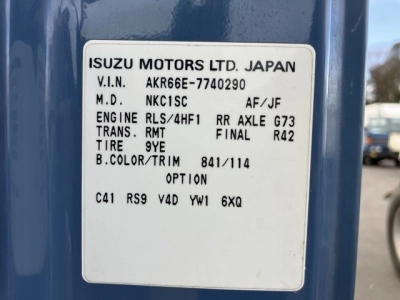 ISUZU MOTORS LTD. JAPAN
V.I.N. AKR66E-7740290
M.D. NKC1SC AF/JF
ENGINE RLS/4HF1 RR AXLE G73
TRANS. RMT FINAL R42
TIRE 9YE
B.COLOR/TRIM 841/114
OPTION
C41 RS9 V4D YW1 6XQ